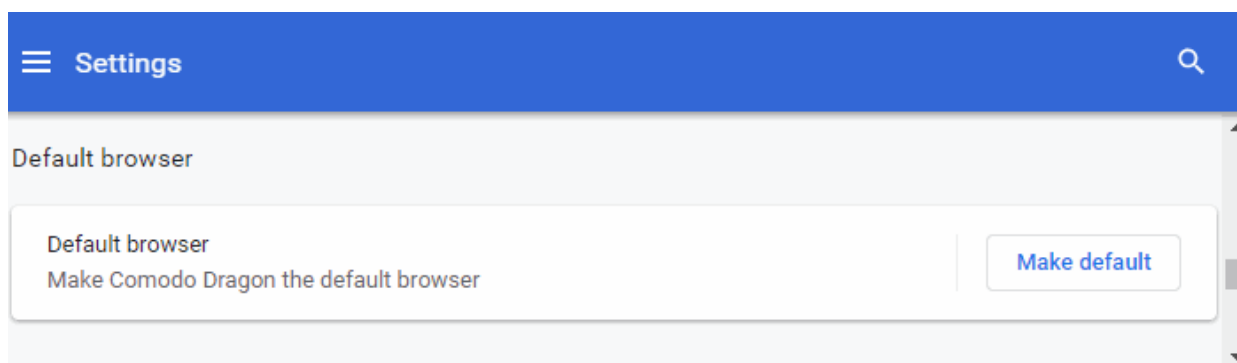 Settings
Default browser
Default browser
Make Comodo Dragon the default browser
Make default